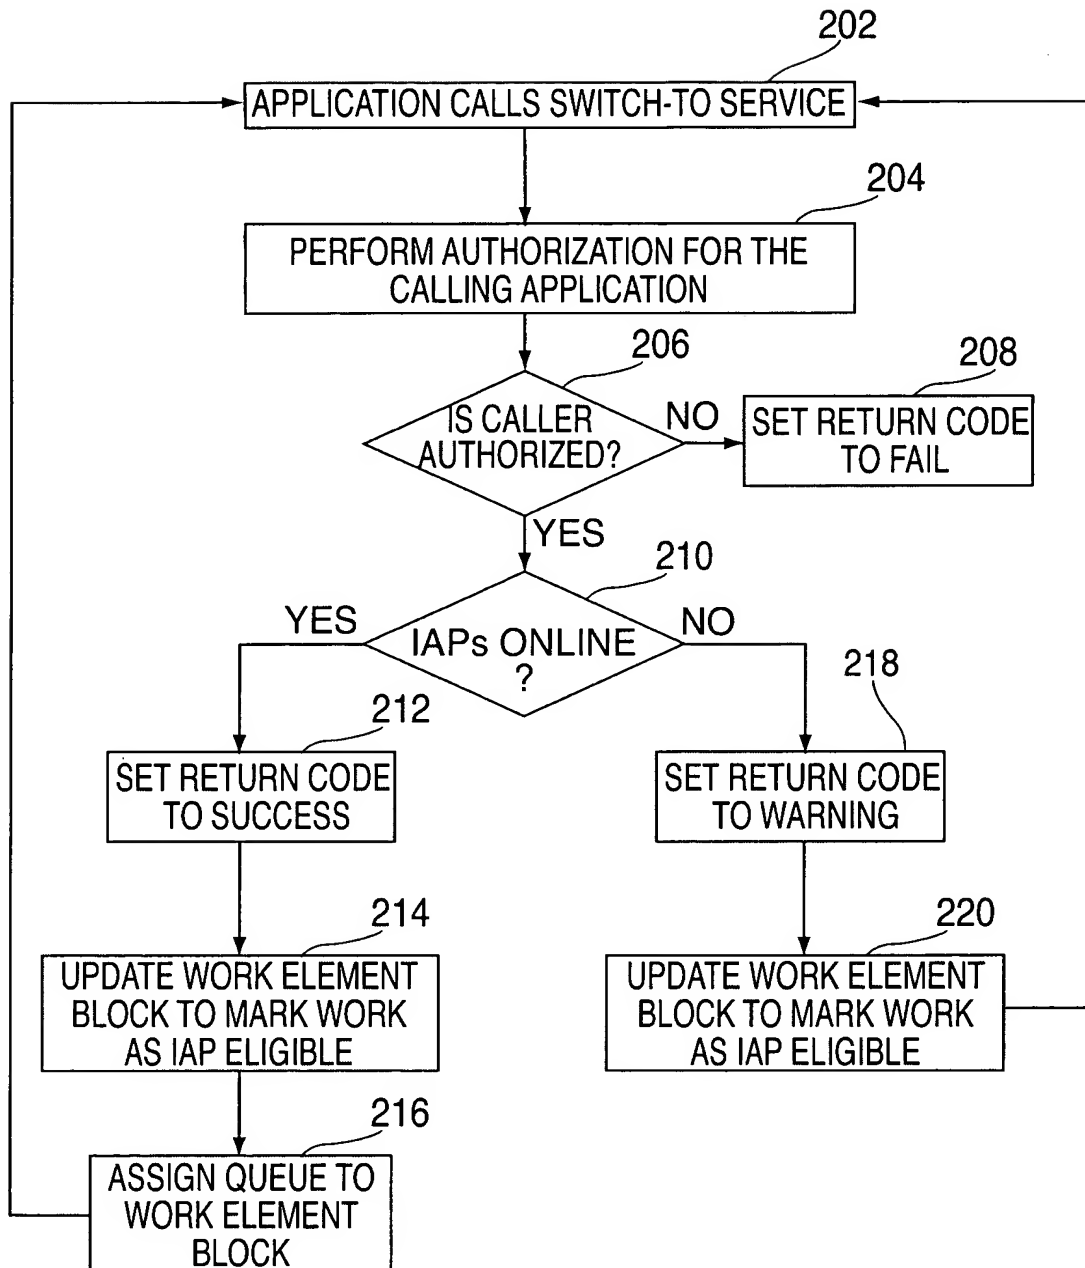 202
APPLICATION CALLS SWITCH-TO SERVICE
204
PERFORM AUTHORIZATION FOR THE
CALLING APPLICATION
206
IS CALLER
AUTHORIZED?
NO
208
SET RETURN CODE
TO FAIL
YES
210
IAPs ONLINE
?
YES
NO
212
SET RETURN CODE
TO SUCCESS
218
SET RETURN CODE
TO WARNING
214
UPDATE WORK ELEMENT
BLOCK TO MARK WORK
AS IAP ELIGIBLE
220
UPDATE WORK ELEMENT
BLOCK TO MARK WORK
AS IAP ELIGIBLE
216
ASSIGN QUEUE TO
WORK ELEMENT
BLOCK